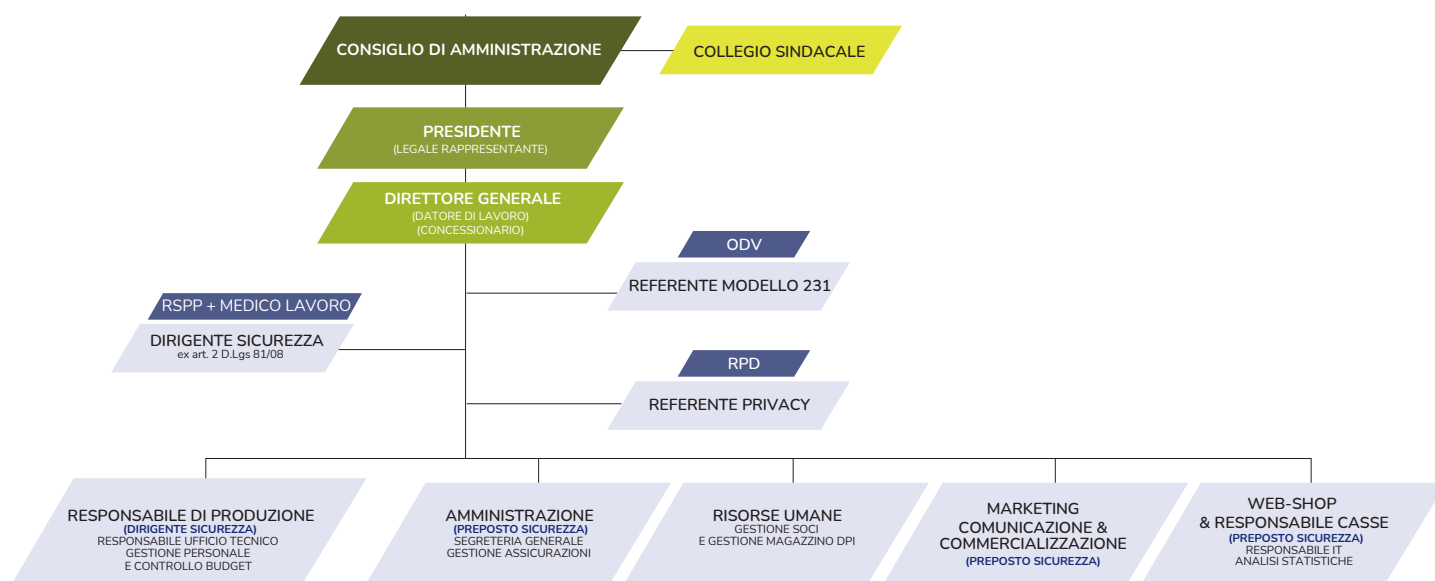 CONSIGLIO DI AMMINISTRAZIONE
COLLEGIO SINDACALE
PRESIDENTE
(LEGALE RAPPRESENTANTE)
DIRETTORE GENERALE
(DATORE DI LAVORO)
(CONCESSIONARIO)
ODV
REFERENTE MODELLO 231
RSPP + MEDICO LAVORO
DIRIGENTE SICUREZZA
ex art. 2 D.Lgs 81/08
RPD
REFERENTE PRIVACY
RESPONSABILE DI PRODUZIONE
(DIRIGENTE SICUREZZA)
RESPONSABILE UFFICIO TECNICO
GESTIONE PERSONALE
E CONTROLLO BUDGET
AMMINISTRAZIONE
(PREPOSTO SICUREZZA)
SEGRETERIA GENERALE
GESTIONE ASSICURAZIONI
RISORSE UMANE
GESTIONE SOCI
E GESTIONE MAGAZZINO DPI
MARKETING
COMUNICAZIONE &
COMMERCIALIZZAZIONE
(PREPOSTO SICUREZZA)
WEB-SHOP
& RESPONSABILE CASSE
(PREPOSTO SICUREZZA)
RESPONSABILE IT
ANALISI STATISTICHE